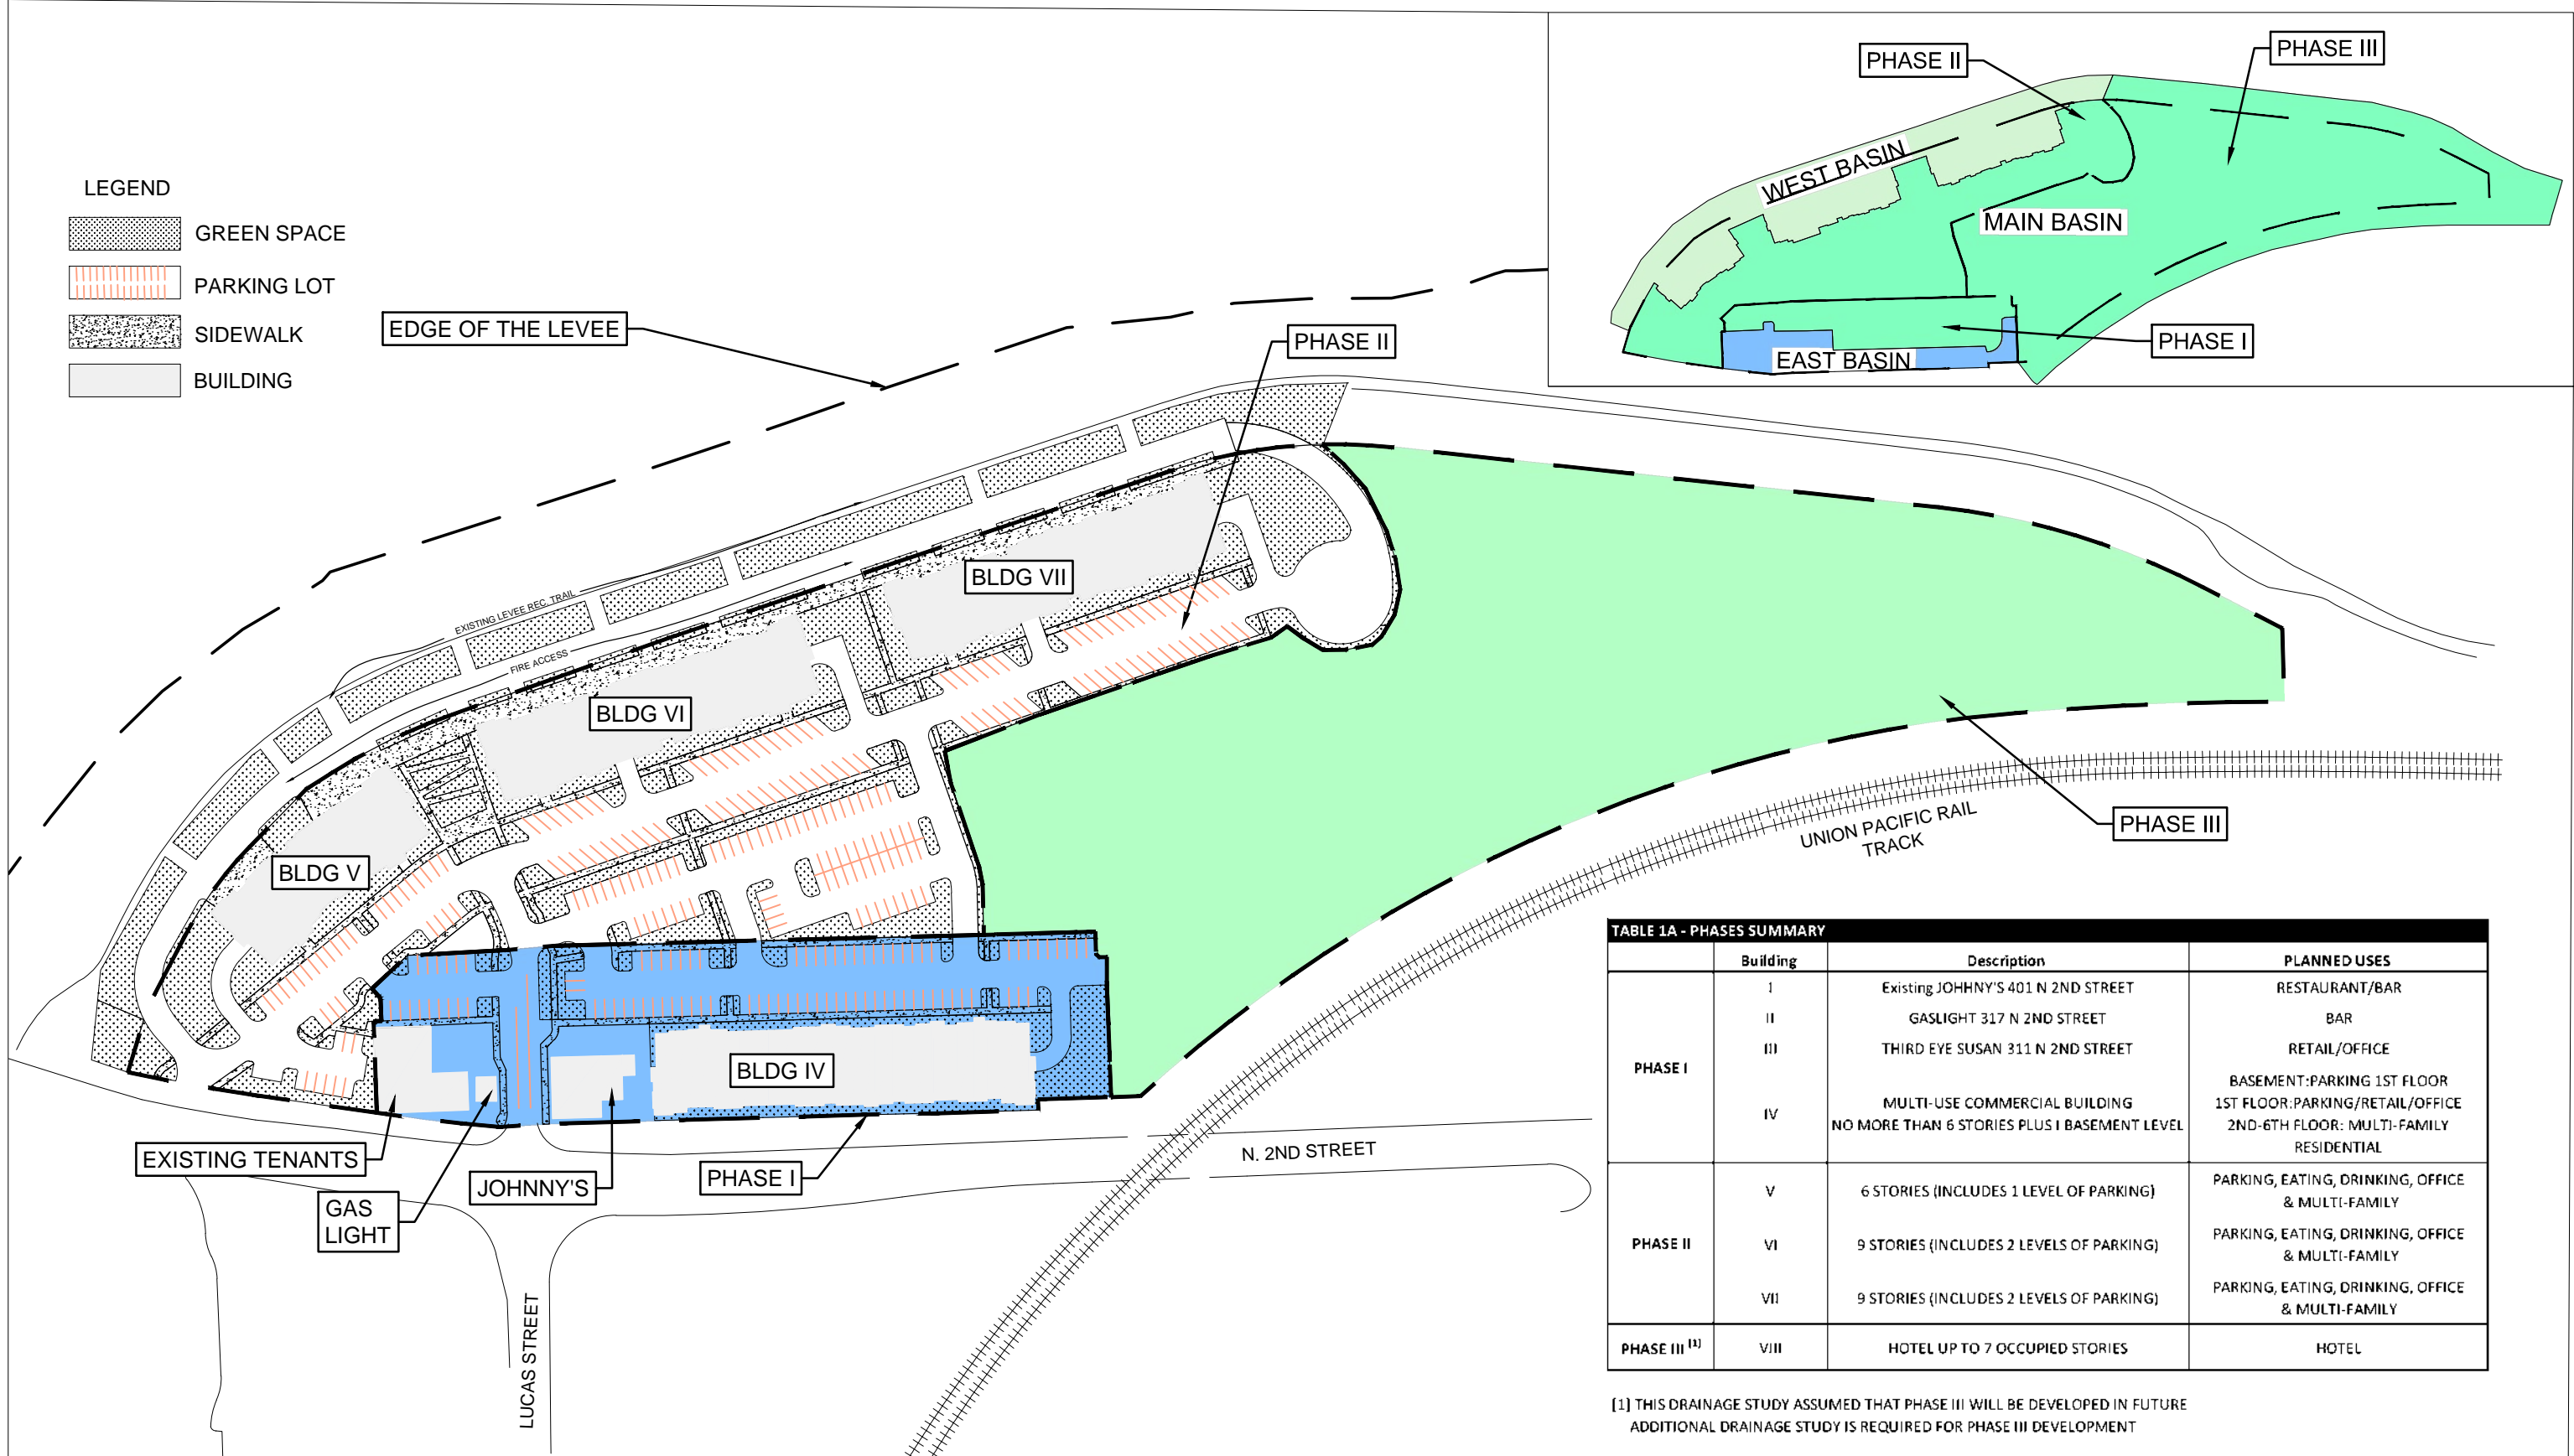 PHASE II
PHASE III
WEST BASIN
MAIN BASIN
PHASE I
EAST BASIN
LEGEND
GREEN SPACE
PARKING LOT
SIDEWALK
BUILDING
EDGE OF THE LEVEE
PHASE II
BLDG VII
EXISTING LEVEE REC. TRAIL
FIRE ACCESS
BLDG VI
BLDG V
PHASE III
UNION PACIFIC RAIL
TRACK
BLDG IV
EXISTING TENANTS
GAS
LIGHT
JOHNNY'S
PHASE I
N. 2ND STREET
LUCAS STREET
TABLE 1A - PHASES SUMMARY
Building Description PLANNED USES
PHASE I
I Existing JOHHNY'S 401 N 2ND STREET RESTAURANT/BAR
II GASLIGHT 317 N 2ND STREET BAR
III THIRD EYE SUSAN 311 N 2ND STREET RETAIL/OFFICE
IV MULTI-USE COMMERCIAL BUILDING
NO MORE THAN 6 STORIES PLUS I BASEMENT LEVEL
BASEMENT:PARKING 1ST FLOOR
1ST FLOOR:PARKING/RETAIL/OFFICE
2ND-6TH FLOOR: MULTI-FAMILY
RESIDENTIAL
PHASE II
V 6 STORIES (INCLUDES 1 LEVEL OF PARKING) PARKING, EATING, DRINKING, OFFICE
& MULTI-FAMILY
VI 9 STORIES (INCLUDES 2 LEVELS OF PARKING) PARKING, EATING, DRINKING, OFFICE
& MULTI-FAMILY
VII 9 STORIES (INCLUDES 2 LEVELS OF PARKING) PARKING, EATING, DRINKING, OFFICE
& MULTI-FAMILY
PHASE III [1] VIII HOTEL UP TO 7 OCCUPIED STORIES HOTEL
[1] THIS DRAINAGE STUDY ASSUMED THAT PHASE III WILL BE DEVELOPED IN FUTURE
ADDITIONAL DRAINAGE STUDY IS REQUIRED FOR PHASE III DEVELOPMENT